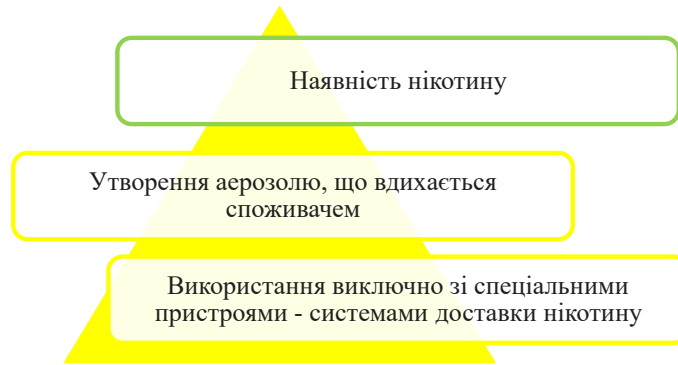 Наявність нікотину
Утворення аерозолю, що вдихається
споживачем
Використання виключно зі спеціальними
пристроями - системами доставки нікотину